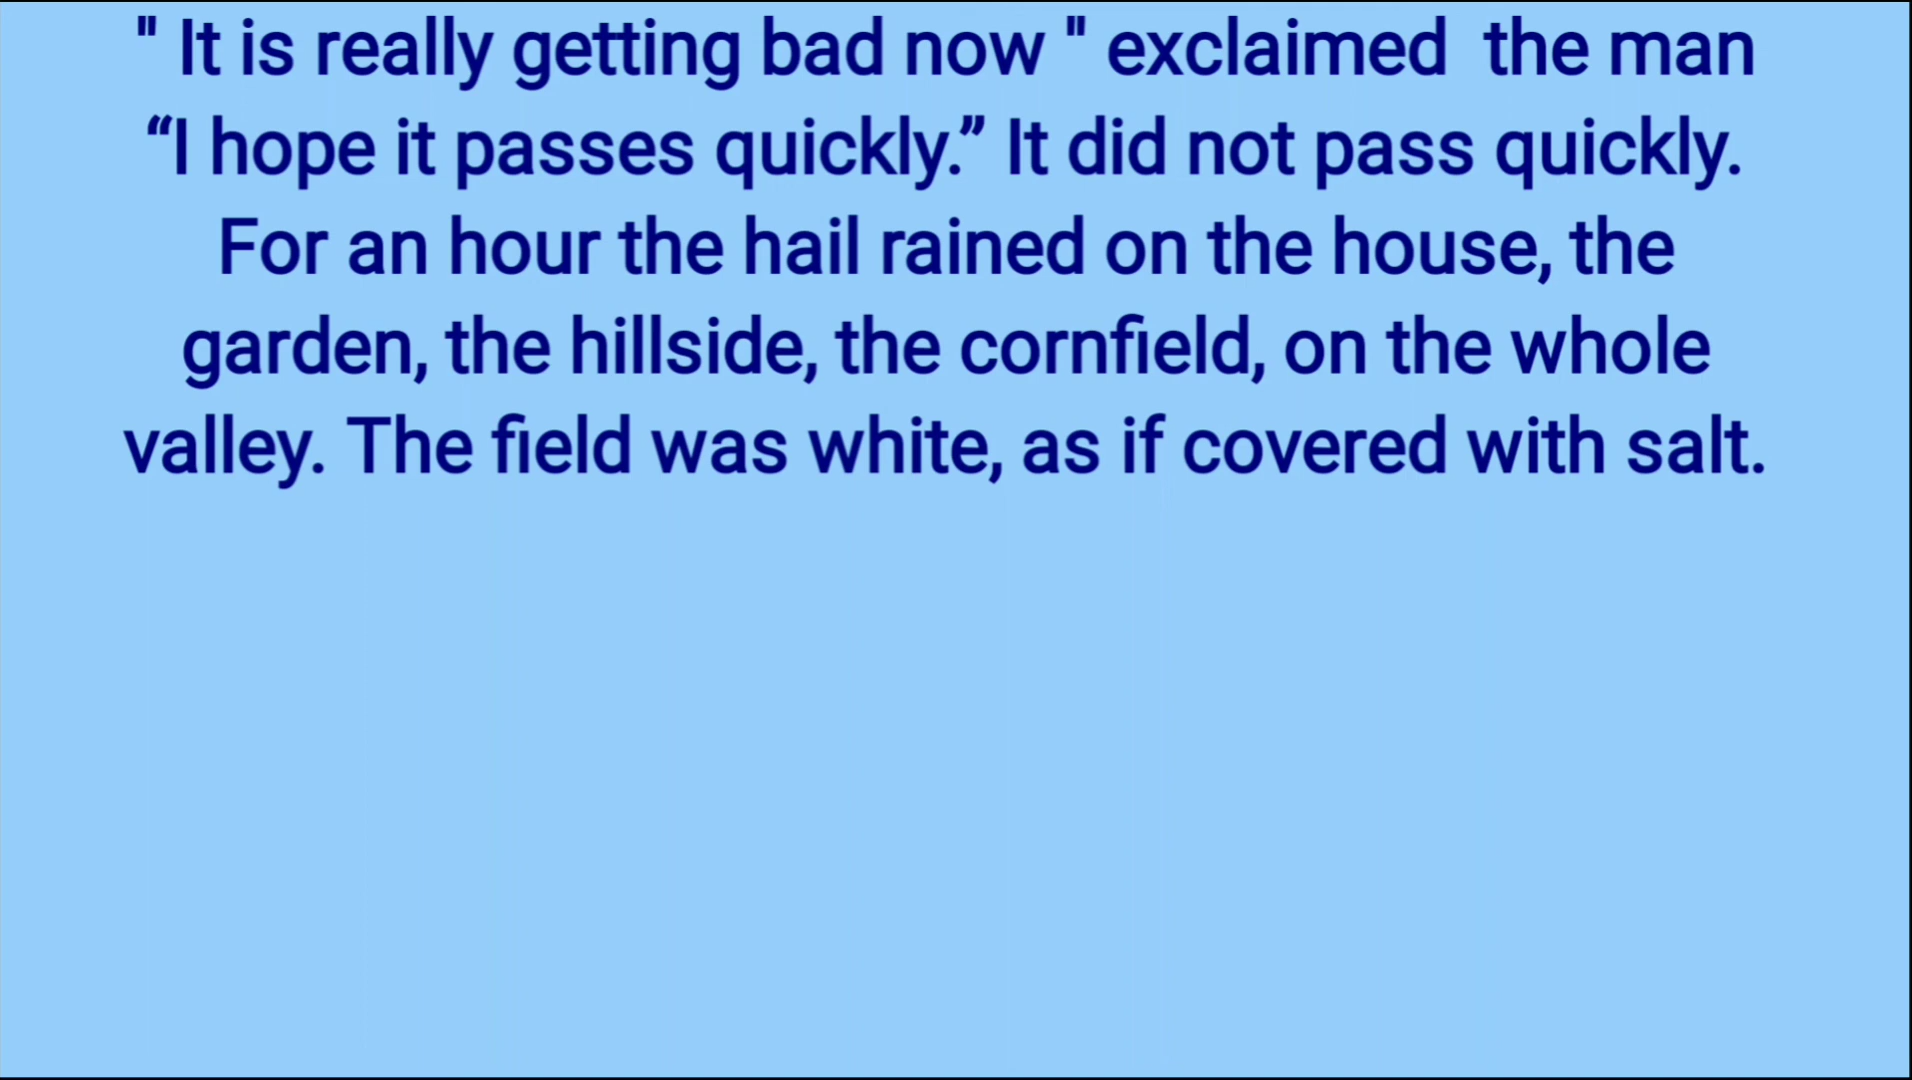 " It is really getting bad now " exclaimed  the man
“I hope it passes quickly.” It did not pass quickly.
For an hour the hail rained on the house, the
garden, the hillside, the cornfield, on the whole
valley. The field was white, as if covered with salt.